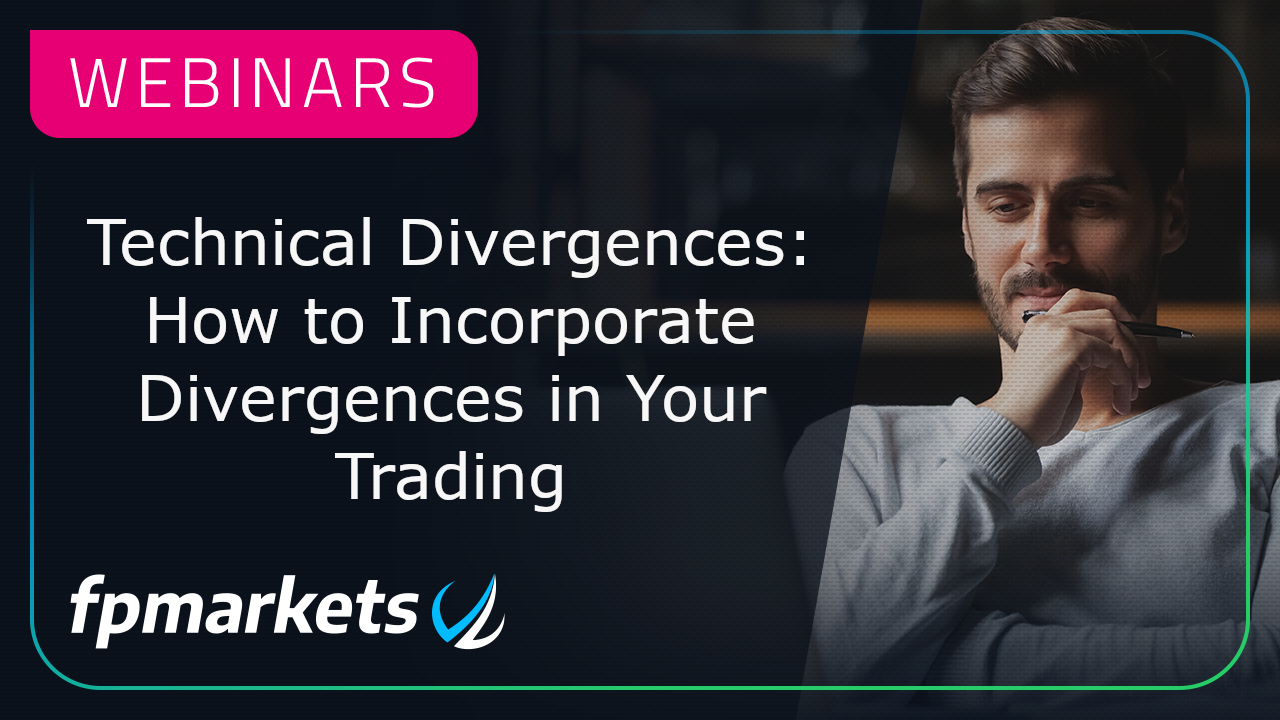 WEBINARS
Technical Divergences:
How to Incorporate
Divergences in Your
Trading
fpmarkets